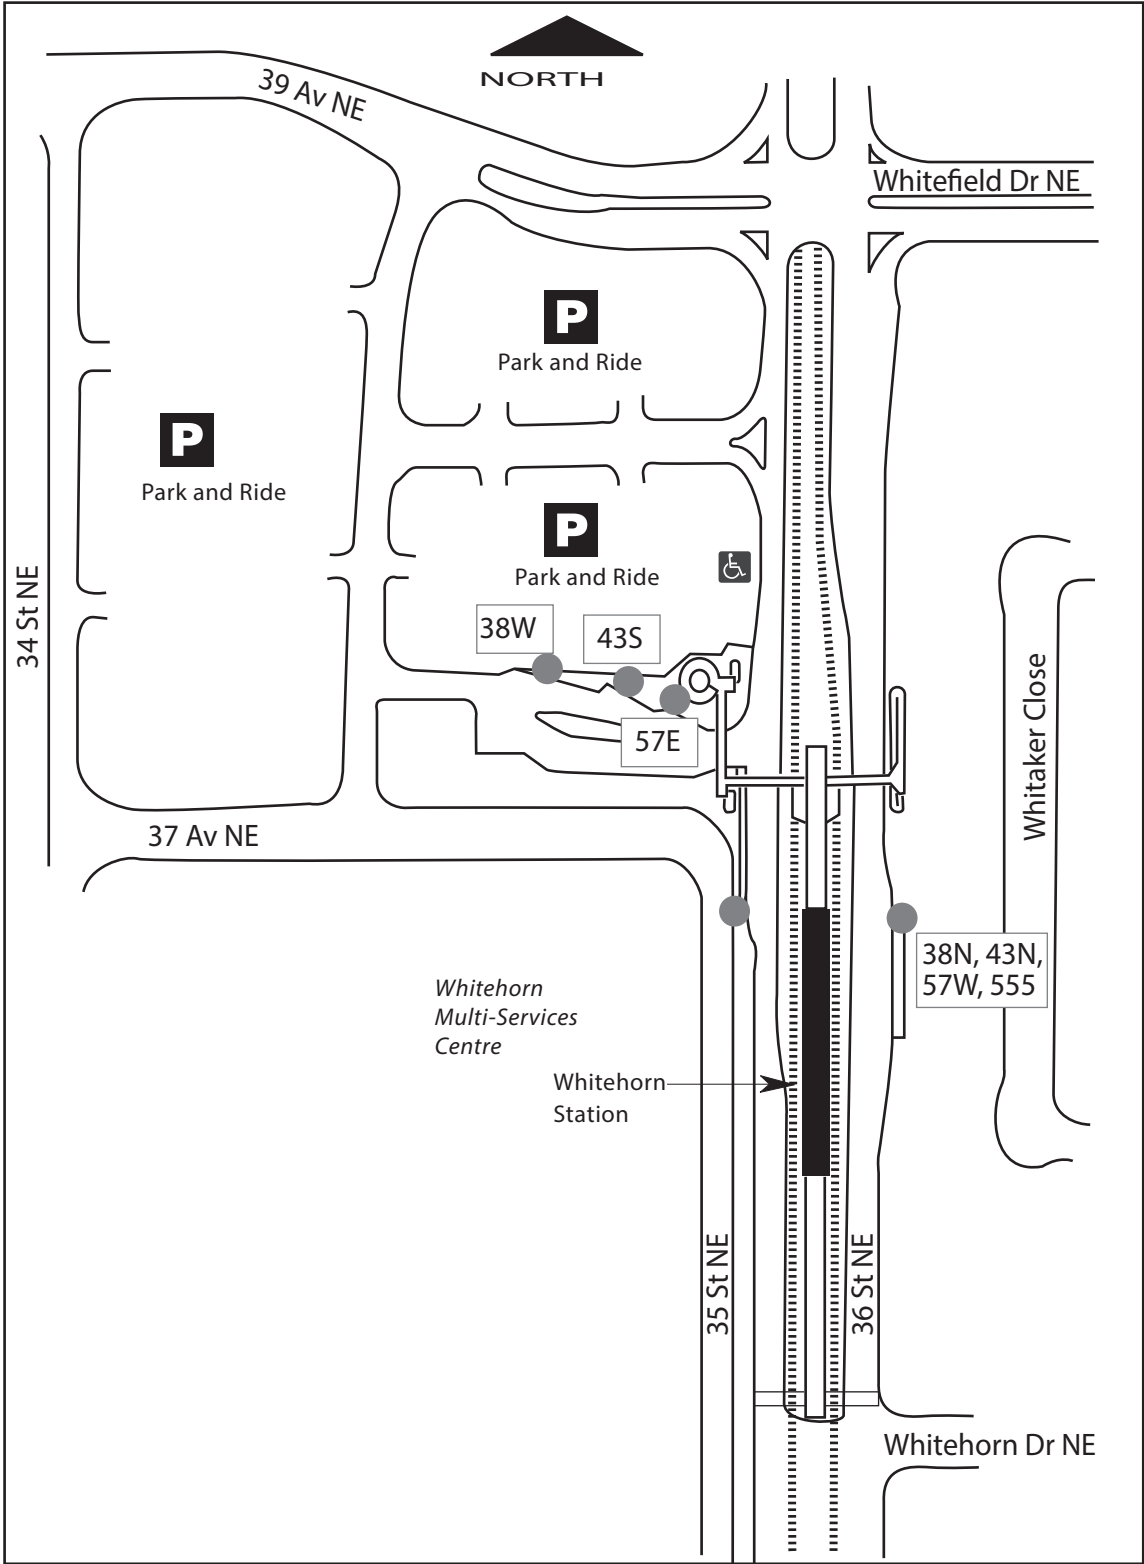 NORTH
39 Av NE
Whitefield Dr NE
P
Park and Ride
P
Park and Ride
P
Park and Ride
34 St NE
38W
43S
57E
Whitaker Close
37 Av NE
38N, 43N,
57W, 555
Whitehorn
Multi-Services
Centre
Whitehorn
Station
35 St NE
36 St NE
Whitehorn Dr NE